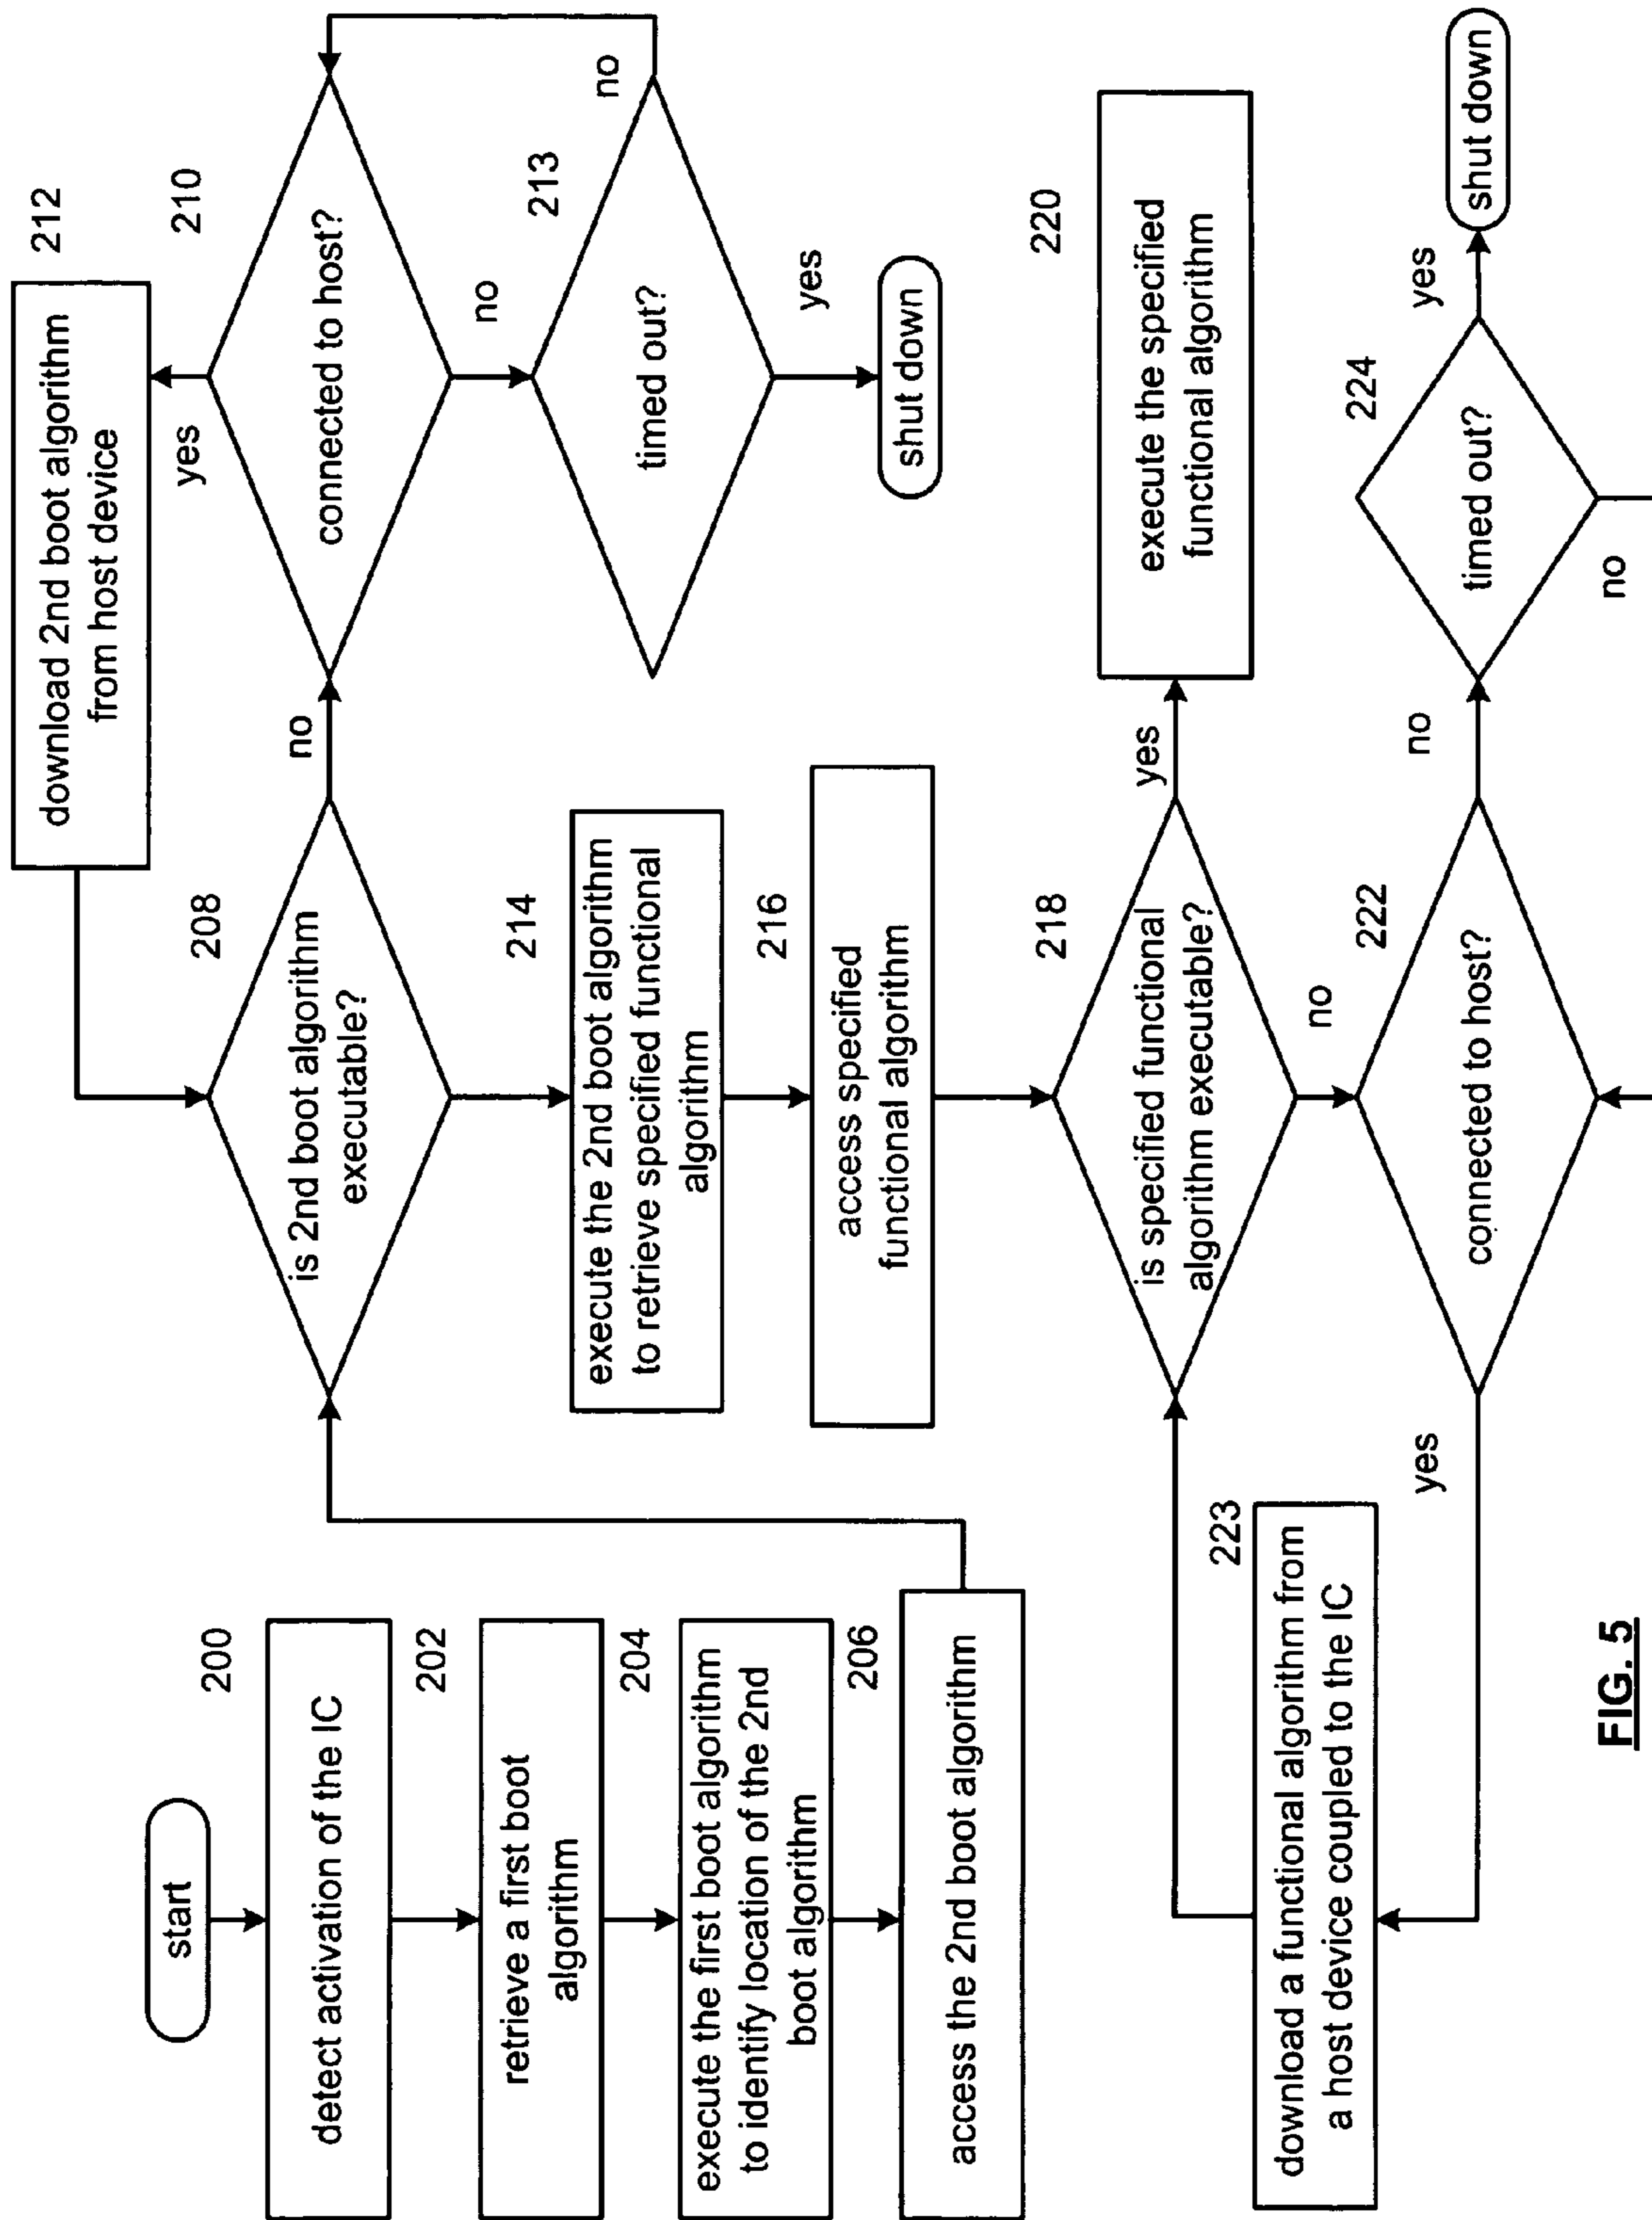 start
200
detect activation of the IC
202
retrieve a first boot
algorithm
204
execute the first boot algorithm
to identify location of the 2nd
boot algorithm
206
access the 2nd boot algorithm
208
is 2nd boot algorithm
executable?
no
212
download 2nd boot algorithm
from host device
yes
210
connected to host?
no
213
timed out?
no
yes
shut down
214
execute the 2nd boot algorithm
to retrieve specified functional
algorithm
216
access specified
functional algorithm
218
is specified functional
algorithm executable?
yes
220
execute the specified
functional algorithm
no
222
connected to host?
yes
223
download a functional algorithm from
a host device coupled to the IC
no
224
timed out?
yes
shut down
no
FIG. 5